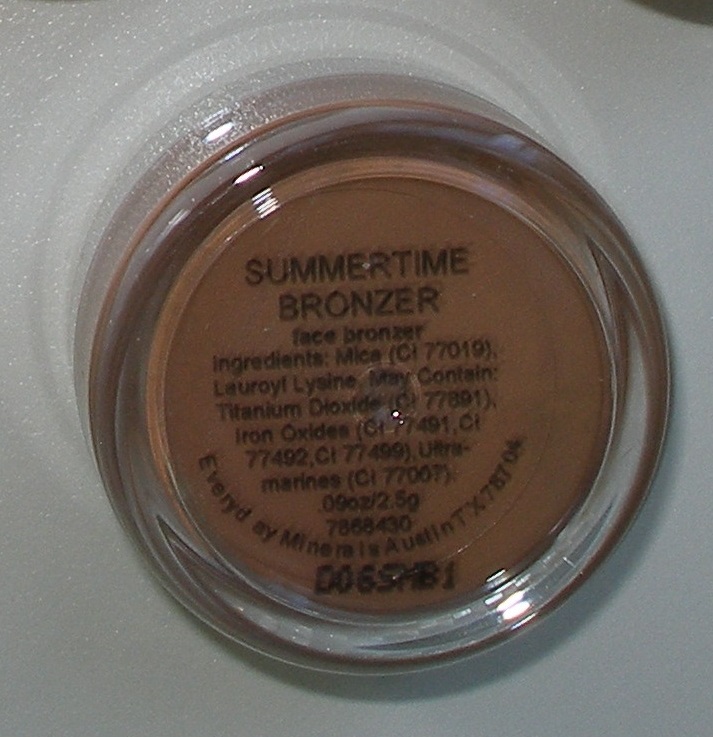 SUMMERTIME
BRONZER
face bronzer
Ingredients: Mica (CI 77019),
Lauroyl Lysine, May Contain:
Titanium Dioxide (CI 77891),
Iron Oxides (CI 77491,CI
77492,CI 77499),Ultra-
marines (CI 77007).
.09oz/2.5g
7868430
Everyday Minerals Austin TX 78704
D065MB1